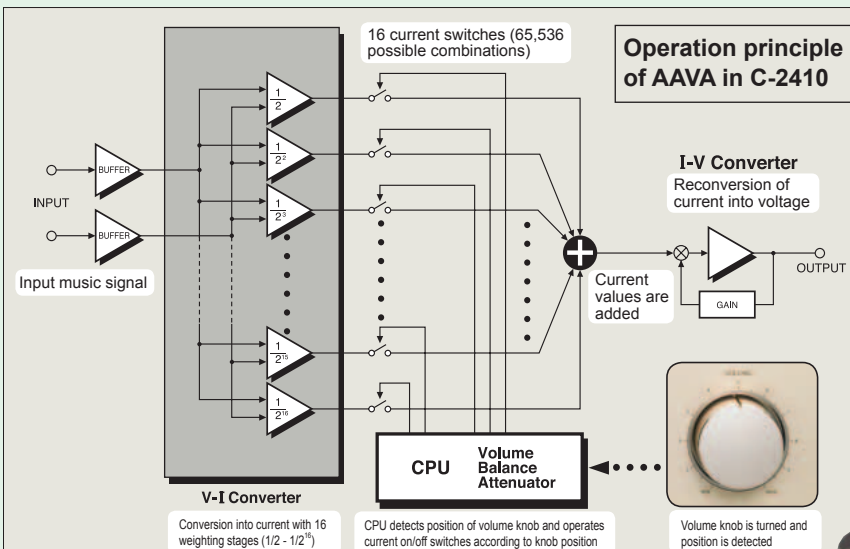 16 current switches (65,536
possible combinations)
Operation principle
of AAVA in C-2410
1/2
1/2²
1/2³
1/2¹⁵
1/2¹⁶
BUFFER
BUFFER
INPUT
Input music signal
I-V Converter
Reconversion of
current into voltage
Current
values are
added
GAIN
OUTPUT
CPU
Volume
Balance
Attenuator
V-I Converter
Conversion into current with 16
weighting stages (1/2 - 1/2¹⁶)
CPU detects position of volume knob and operates
current on/off switches according to knob position
Volume knob is turned and
position is detected